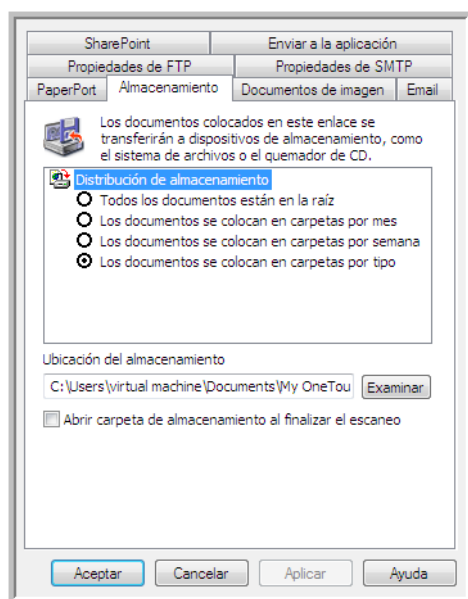 SharePoint Enviar a la aplicación
Propiedades de FTP Propiedades de SMTP
PaperPort Almacenamiento Documentos de imagen Email
Los documentos colocados en este enlace se
transferirán a dispositivos de almacenamiento, como
el sistema de archivos o el quemador de CD.
Distribución de almacenamiento
Todos los documentos están en la raíz
Los documentos se colocan en carpetas por mes
Los documentos se colocan en carpetas por semana
Los documentos se colocan en carpetas por tipo
Ubicación del almacenamiento
C:\Users\virtual machine\Documents\My OneTou Examinar
Abrir carpeta de almacenamiento al finalizar el escaneo
Aceptar Cancelar Aplicar Ayuda